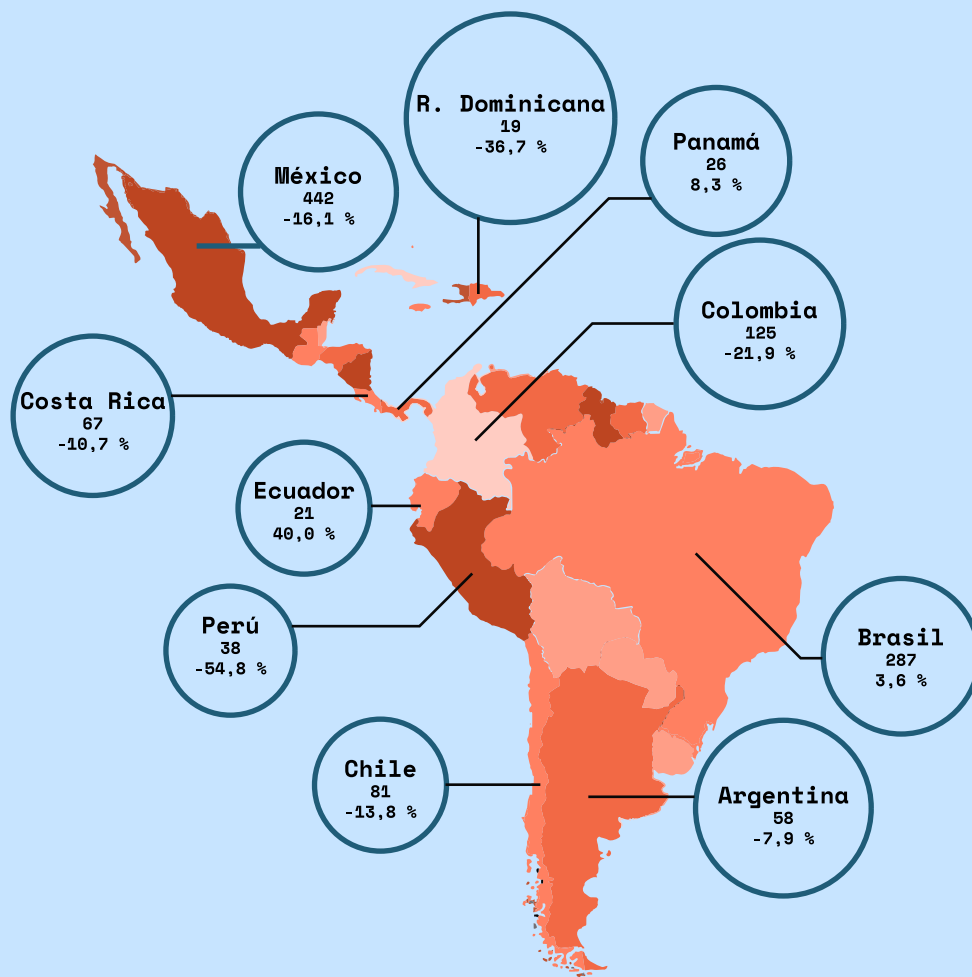 R. Dominicana
19
-36,7 %
México
442
-16,1 %
Panamá
26
8,3 %
Colombia
125
-21,9 %
Costa Rica
67
-10,7 %
Ecuador
21
40,0 %
Perú
38
-54,8 %
Brasil
287
3,6 %
Chile
81
-13,8 %
Argentina
58
-7,9 %